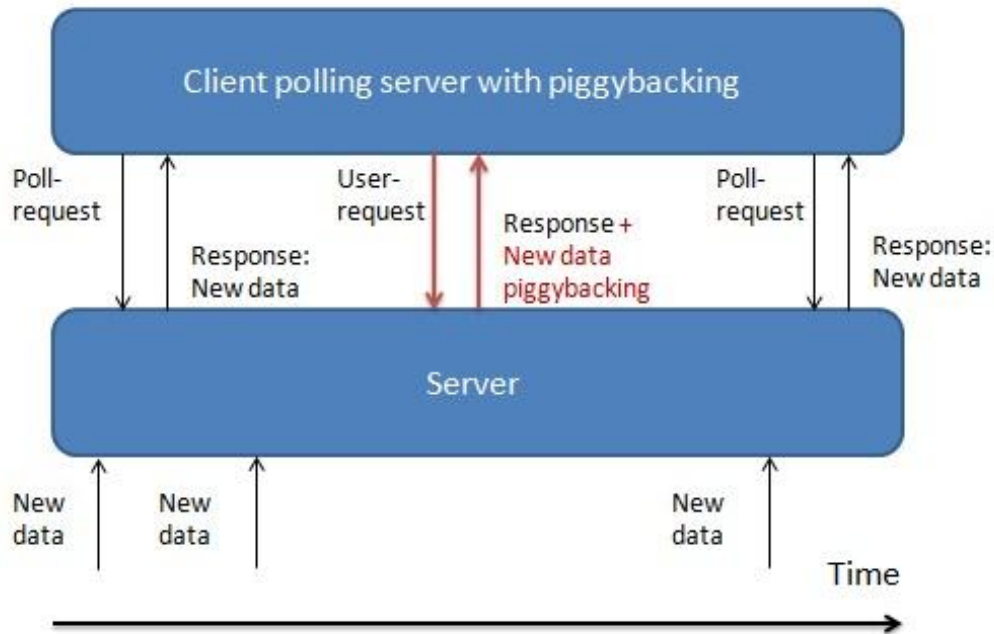 Client polling server with piggybacking
Poll-
request
Response:
New data
User-
request
Response +
New data
piggybacking
Poll-
request
Response:
New data
Server
New
data
New
data
New
data
Time